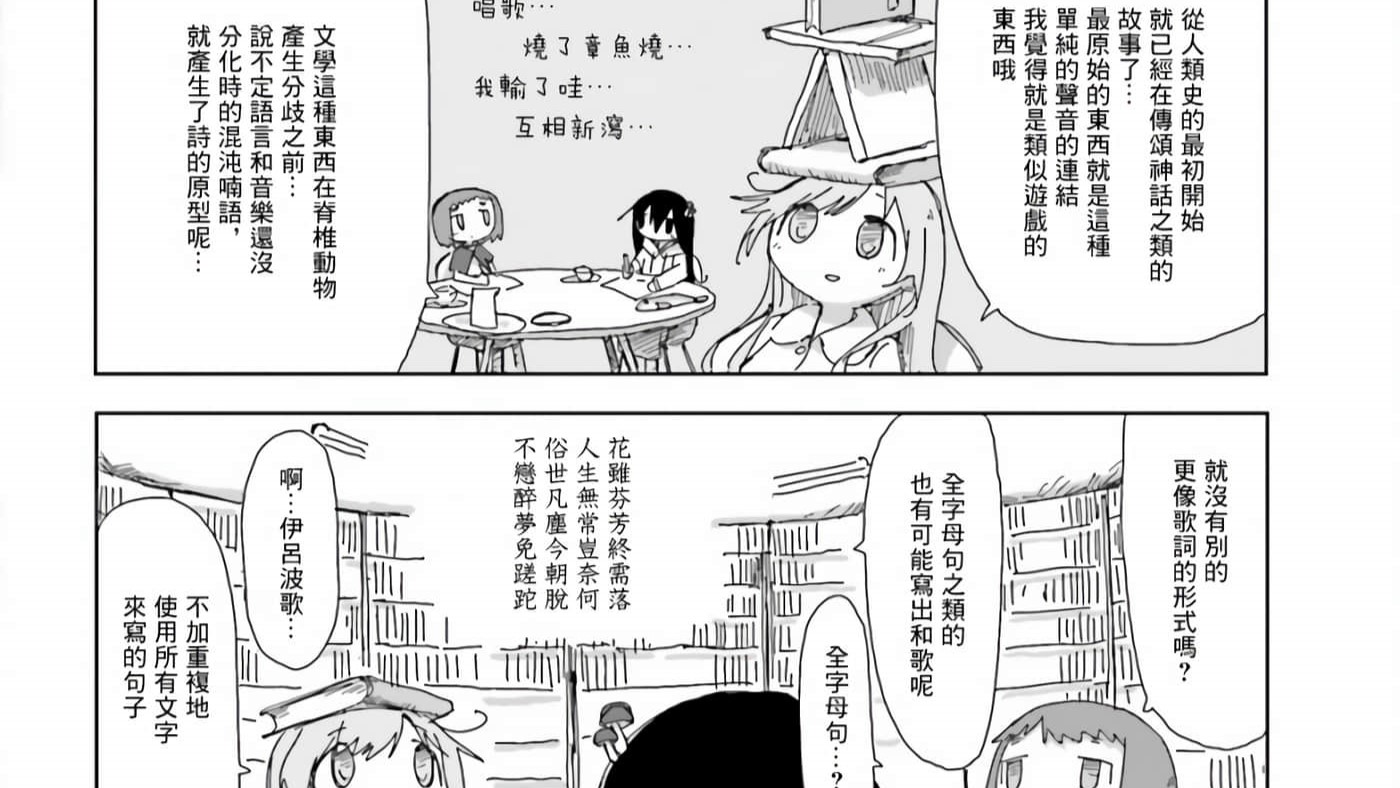 從人類史的最初開始
就已經在傳頌神話之類的
故事了…
最原始的東西就是這種
單純的聲音的連結
我覺得就是類似遊戲的
東西哦
唱歌…
燒了章魚燒…
我輸了哇…
互相新瀉…
文學這種東西在脊椎動物
產生分歧之前…
說不定語言和音樂還沒
分化時的混沌喃語，
就產生了詩的原型呢…
就沒有別的
更像歌詞的形式嗎？
全字母句之類的
也有可能寫出和歌呢
全字母句…？
花雖芬芳終需落
人生無常豈奈何
俗世凡塵今朝脫
不戀醉夢免蹉跎
啊…伊呂波歌…
不加重複地
使用所有文字
來寫的句子